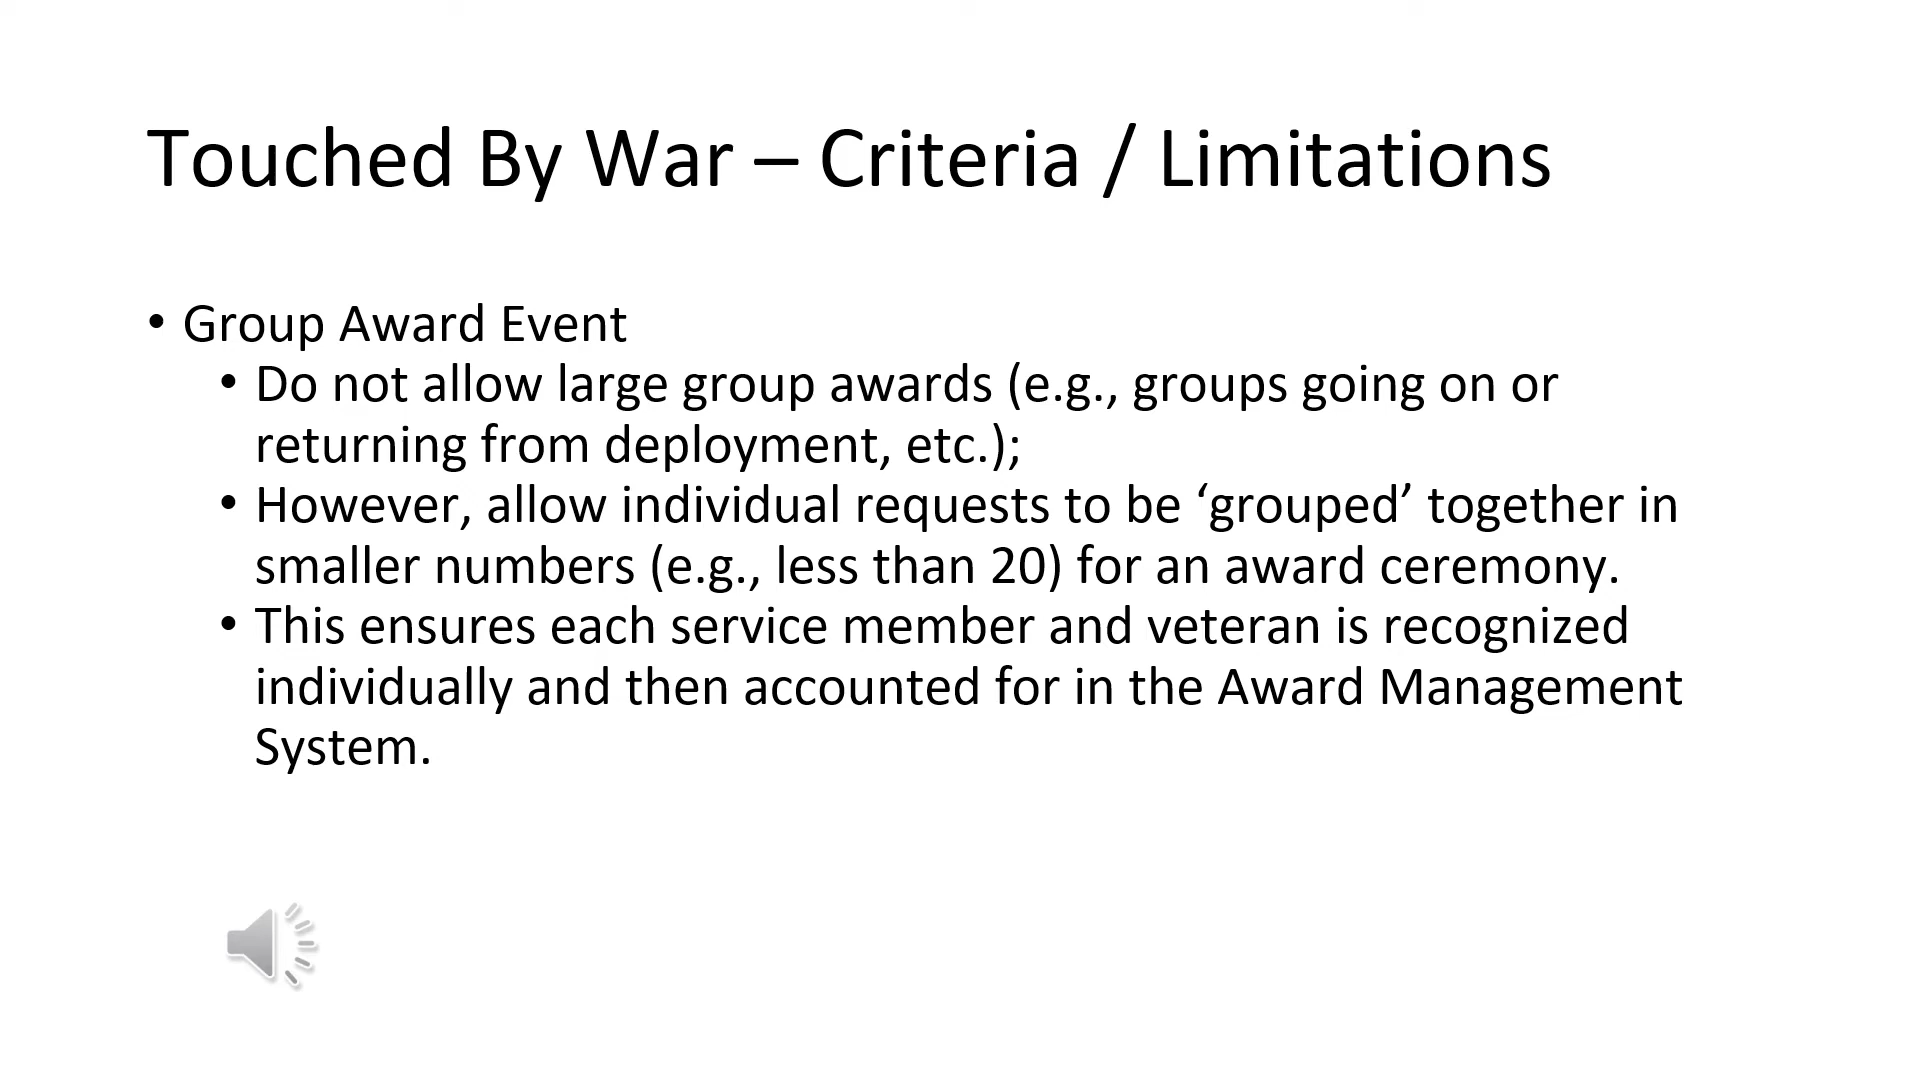 Touched By War – Criteria / Limitations
• Group Award Event
• Do not allow large group awards (e.g., groups going on or
returning from deployment, etc.);
• However, allow individual requests to be ‘grouped’ together in
smaller numbers (e.g., less than 20) for an award ceremony.
• This ensures each service member and veteran is recognized
individually and then accounted for in the Award Management
System.